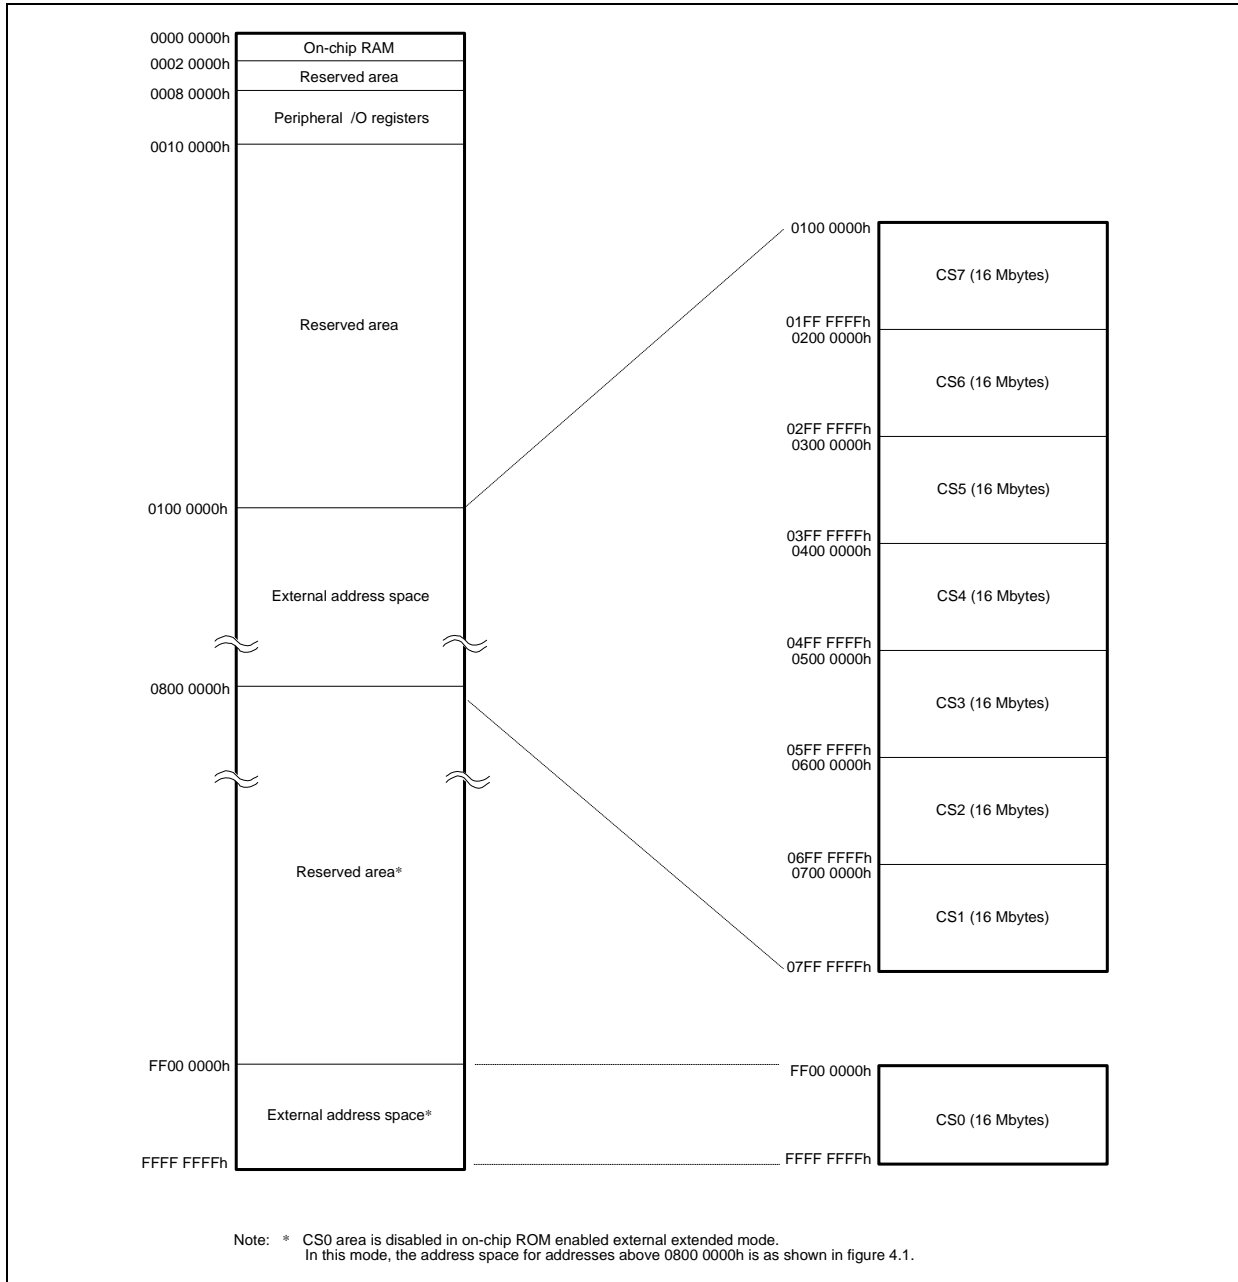 0000 0000h
On-chip RAM
0002 0000h
Reserved area
0008 0000h
Peripheral /O registers
0010 0000h
Reserved area
0100 0000h
External address space
0800 0000h
Reserved area*
FF00 0000h
External address space*
FFFF FFFFh
0100 0000h
CS7 (16 Mbytes)
01FF FFFFh
0200 0000h
CS6 (16 Mbytes)
02FF FFFFh
0300 0000h
CS5 (16 Mbytes)
03FF FFFFh
0400 0000h
CS4 (16 Mbytes)
04FF FFFFh
0500 0000h
CS3 (16 Mbytes)
05FF FFFFh
0600 0000h
CS2 (16 Mbytes)
06FF FFFFh
0700 0000h
CS1 (16 Mbytes)
07FF FFFFh
FF00 0000h
CS0 (16 Mbytes)
FFFF FFFFh
Note: * CS0 area is disabled in on-chip ROM enabled external extended mode.
In this mode, the address space for addresses above 0800 0000h is as shown in figure 4.1.